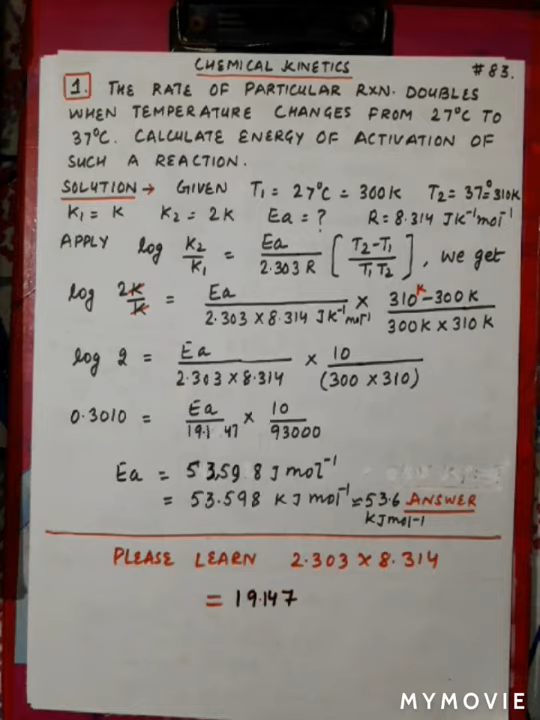 CHEMICAL KINETICS #83.
1. THE RATE OF PARTICULAR RXN. DOUBLES
WHEN TEMPERATURE CHANGES FROM 27°C TO
37°C. CALCULATE ENERGY OF ACTIVATION OF
SUCH A REACTION.
SOLUTION → GIVEN T₁ = 27°C = 300K T₂ = 37°= 310K
K₁ = K K₂ = 2K Ea = ? R = 8.314 JK⁻¹mol⁻¹
APPLY log K₂/K₁ = Ea/2.303 R [T₂-T₁/T₁T₂], we get
log 2K/K = Ea/2.303 × 8.314 JK⁻¹mol⁻¹ × 310K - 300K/300K × 310K
log 2 = Ea/2.303 × 8.314 × 10/(300 × 310)
0.3010 = Ea/19.147 × 10/93000
Ea = 53598 J mol⁻¹
= 53.598 KJ mol⁻¹ ≈ 53.6 ANSWER
KJmol-1
PLEASE LEARN 2.303 × 8.314
= 19.147
MYMOVIE